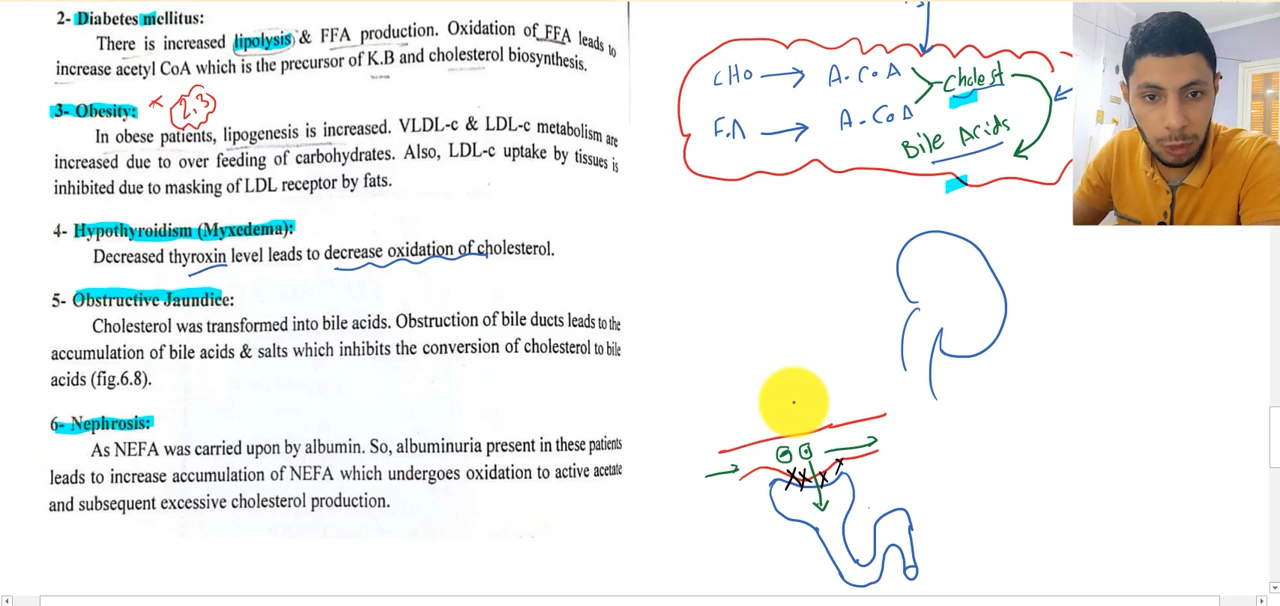 2- Diabetes mellitus:
There is increased lipolysis & FFA production. Oxidation of FFA leads to
increase acetyl CoA which is the precursor of K.B and cholesterol biosynthesis.
3- Obesity: * 2,3
In obese patients, lipogenesis is increased. VLDL-c & LDL-c metabolism are
increased due to over feeding of carbohydrates. Also, LDL-c uptake by tissues is
inhibited due to masking of LDL receptor by fats.
4- Hypothyroidism (Myxedema):
Decreased thyroxin level leads to decrease oxidation of cholesterol.
5- Obstructive Jaundice:
Cholesterol was transformed into bile acids. Obstruction of bile ducts leads to the
accumulation of bile acids & salts which inhibits the conversion of cholesterol to bile
acids (fig.6.8).
6- Nephrosis:
As NEFA was carried upon by albumin. So, albuminuria present in these patients
leads to increase accumulation of NEFA which undergoes oxidation to active acetate
and subsequent excessive cholesterol production.
CHO → A.CoA
Cholest
F.A → A.CoA
Bile Acids